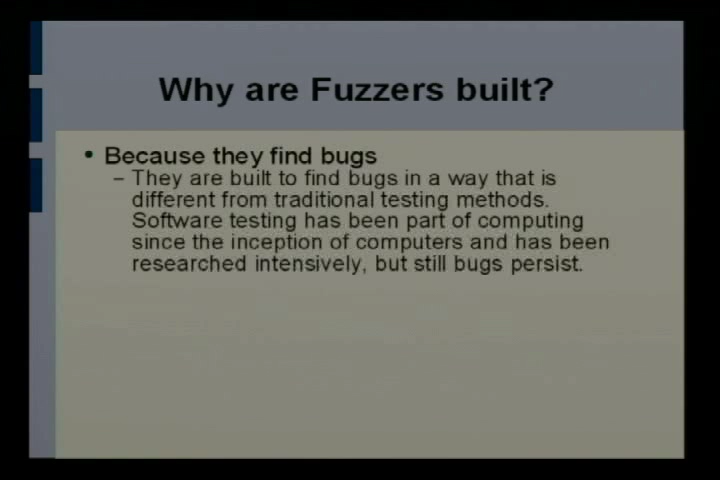 Why are Fuzzers built?
• Because they find bugs
– They are built to find bugs in a way that is
different from traditional testing methods.
Software testing has been part of computing
since the inception of computers and has been
researched intensively, but still bugs persist.